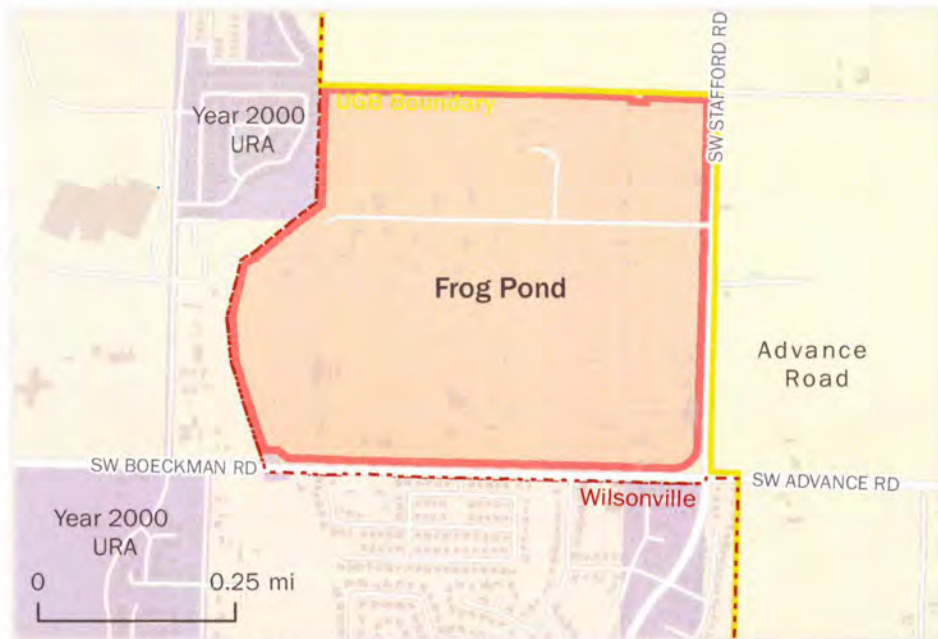 Year 2000
URA
UGB Boundary
SW STAFFORD RD
Frog Pond
Advance
Road
SW BOECKMAN RD
SW ADVANCE RD
Wilsonville
Year 2000
URA
0 0.25 mi